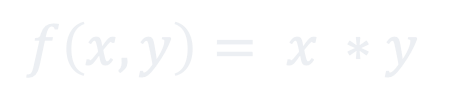 f(x, y) = x * y